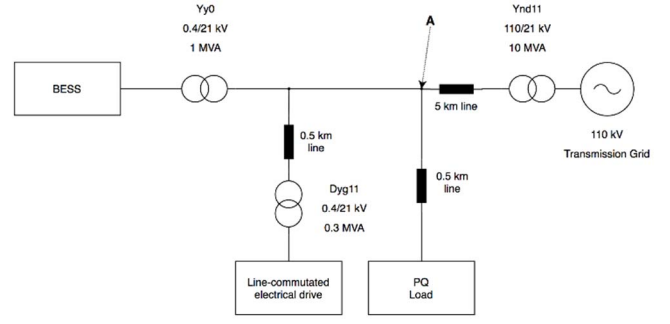 Yy0
0.4/21 kV
1 MVA
A
Ynd11
110/21 kV
10 MVA
BESS
5 km line
110 kV
Transmission Grid
0.5 km
line
Dyg11
0.4/21 kV
0.3 MVA
0.5 km
line
Line-commutated
electrical drive
PQ
Load